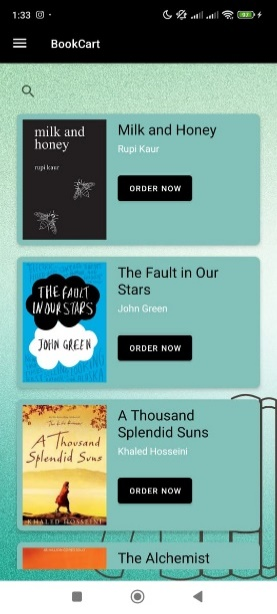 1:33
BookCart
milk and
honey
rupi kaur
Milk and Honey
Rupi Kaur
ORDER NOW
THE FAULT
IN OUR STARS
JOHN GREEN
The Fault in Our
Stars
John Green
ORDER NOW
A Thousand
Splendid Suns
KHALED HOSSEINI
A Thousand
Splendid Suns
Khaled Hosseini
ORDER NOW
The Alchemist